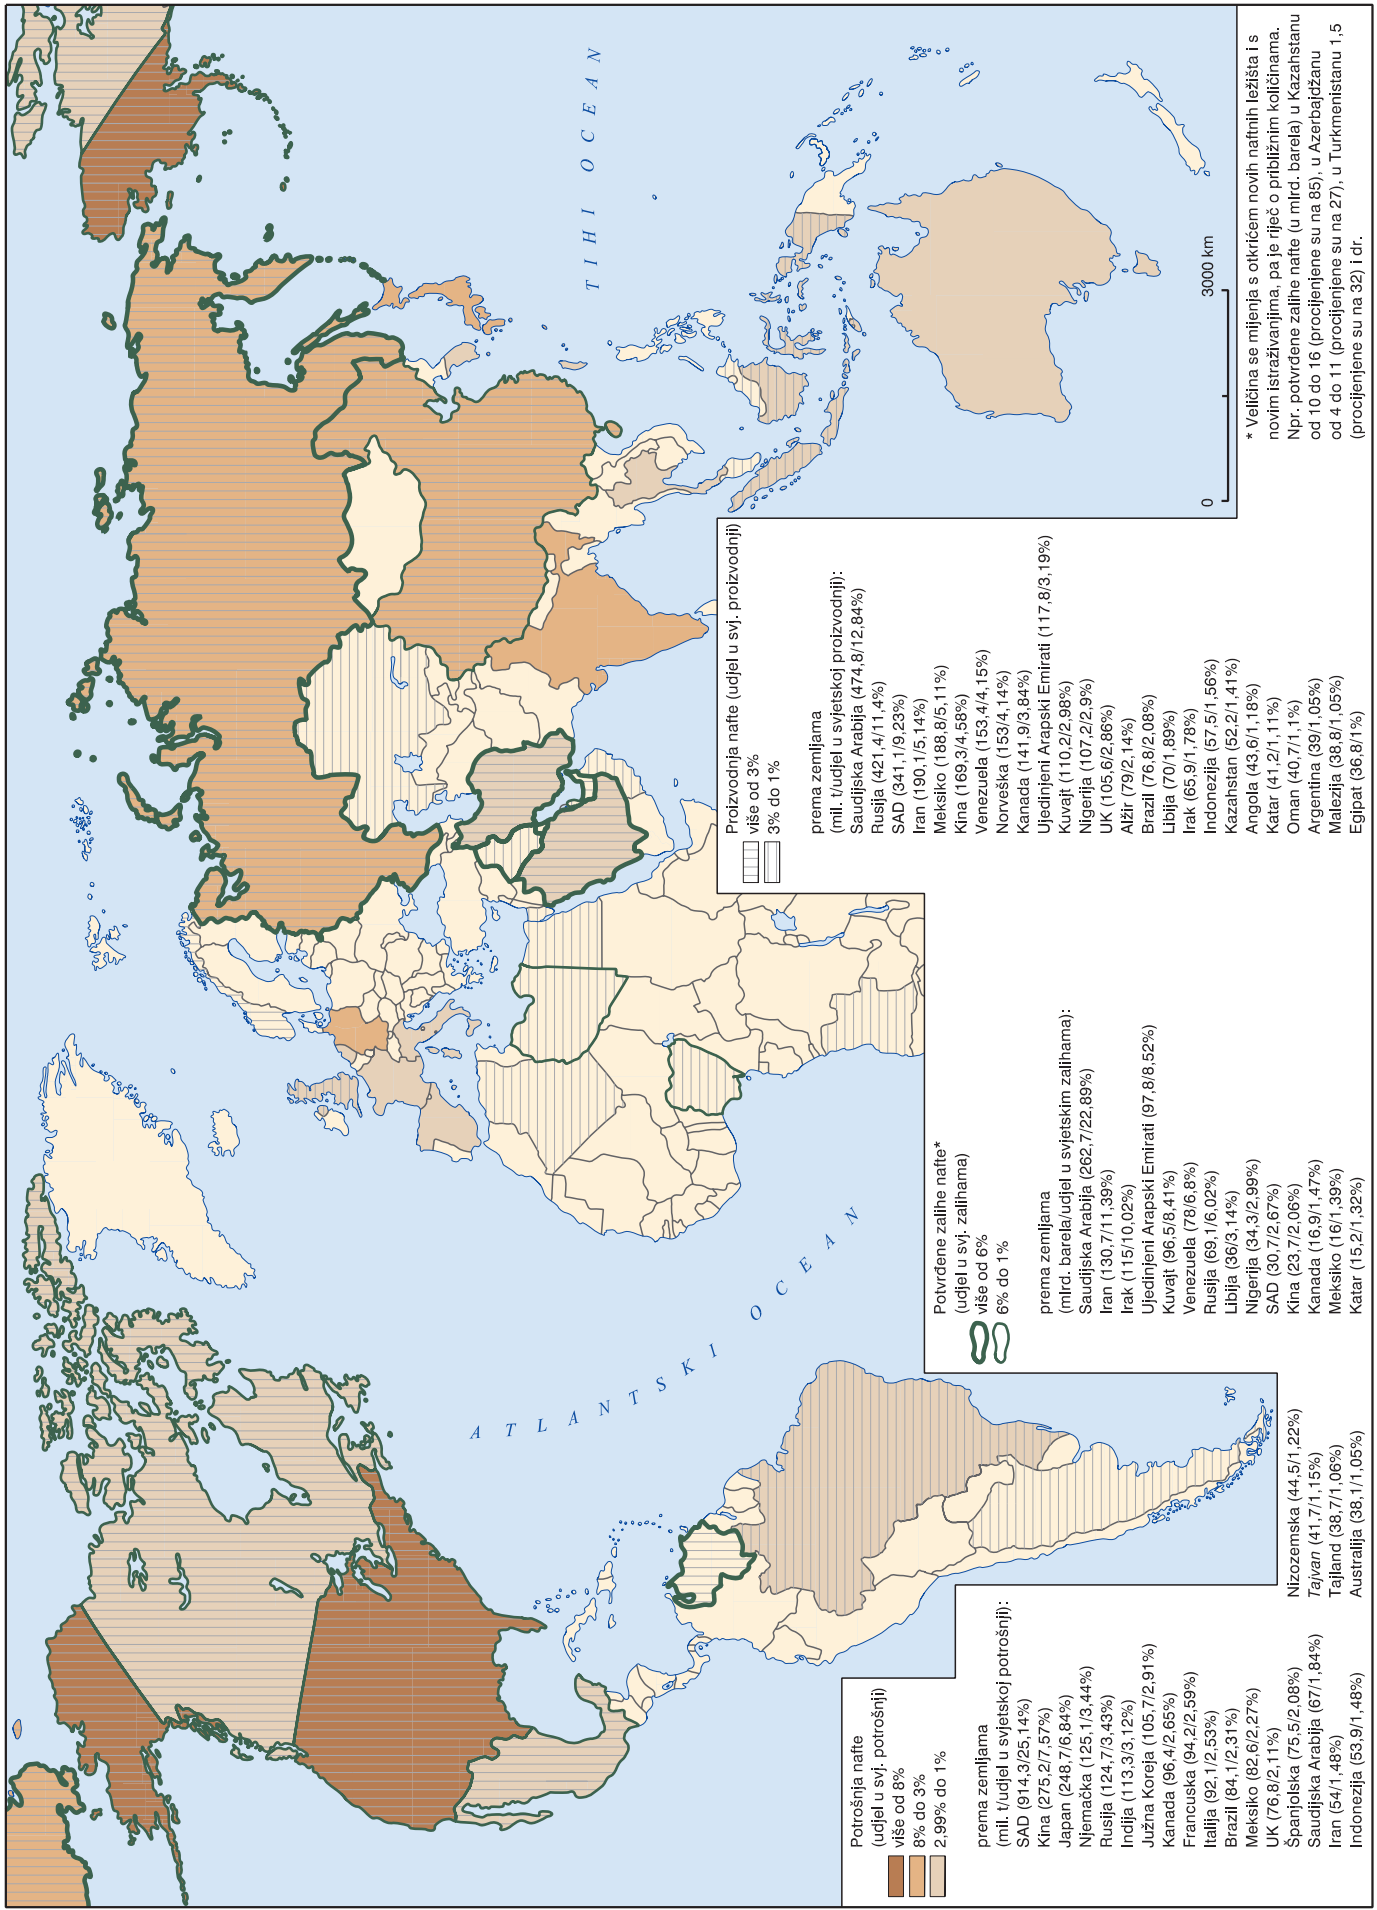 TIHI OCEAN
ATLANTSKI OCEAN
Potrošnja nafte
(udjel u svj. potrošnji)
više od 8%
8% do 3%
2,99% do 1%
prema zemljama
(mil. t/udjel u svjetskoj potrošnji):
SAD (914,3/25,14%)
Kina (275,2/7,57%)
Japan (248,7/6,84%)
Njemačka (125,1/3,44%)
Rusija (124,7/3,43%)
Indija (113,3/3,12%)
Južna Koreja (105,7/2,91%)
Kanada (96,4/2,65%)
Francuska (94,2/2,59%)
Italija (92,1/2,53%)
Brazil (84,1/2,31%)
Meksiko (82,6/2,27%)
UK (76,8/2,11%)
Španjolska (75,5/2,08%)
Saudijska Arabija (67/1,84%)
Iran (54/1,48%)
Indonezija (53,9/1,48%)
Nizozemska (44,5/1,22%)
Tajvan (41,7/1,15%)
Tajland (38,7/1,06%)
Australija (38,1/1,05%)
Potvrđene zalihe nafte*
(udjel u svj. zalihama)
više od 6%
6% do 1%
prema zemljama
(mlrd. barela/udjel u svjetskim zalihama):
Saudijska Arabija (262,7/22,89%)
Iran (130,7/11,39%)
Irak (115/10,02%)
Ujedinjeni Arapski Emirati (97,8/8,52%)
Kuvajt (96,5/8,41%)
Venezuela (78/6,8%)
Rusija (69,1/6,02%)
Libija (36/3,14%)
Nigerija (34,3/2,99%)
SAD (30,7/2,67%)
Kina (23,7/2,06%)
Kanada (16,9/1,47%)
Meksiko (16/1,39%)
Katar (15,2/1,32%)
Proizvodnja nafte (udjel u svj. proizvodnji)
više od 3%
3% do 1%
prema zemljama
(mil. t/udjel u svjetskoj proizvodnji):
Saudijska Arabija (474,8/12,84%)
Rusija (421,4/11,4%)
SAD (341,1/9,23%)
Iran (190,1/5,14%)
Meksiko (188,8/5,11%)
Kina (169,3/4,58%)
Venezuela (153,4/4,15%)
Norveška (153/4,14%)
Kanada (141,9/3,84%)
Ujedinjeni Arapski Emirati (117,8/3,19%)
Kuvajt (110,2/2,98%)
Nigerija (107,2/2,9%)
UK (105,6/2,86%)
Alžir (79/2,14%)
Brazil (76,8/2,08%)
Libija (70/1,89%)
Irak (65,9/1,78%)
Indonezija (57,5/1,56%)
Kazahstan (52,2/1,41%)
Angola (43,6/1,18%)
Katar (41,2/1,11%)
Oman (40,7/1,1%)
Argentina (39/1,05%)
Malezija (38,8/1,05%)
Egipat (36,8/1%)
0 3000 km
* Veličina se mijenja s otkrićem novih naftnih ležišta i s
novim istraživanjima, pa je riječ o približnim količinama.
Npr. potvrđene zalihe nafte (u mlrd. barela) u Kazahstanu
od 10 do 16 (procijenjene su na 85), u Azerbajdžanu
od 4 do 11 (procijenjene su na 27), u Turkmenistanu 1,5
(procijenjene su na 32) i dr.